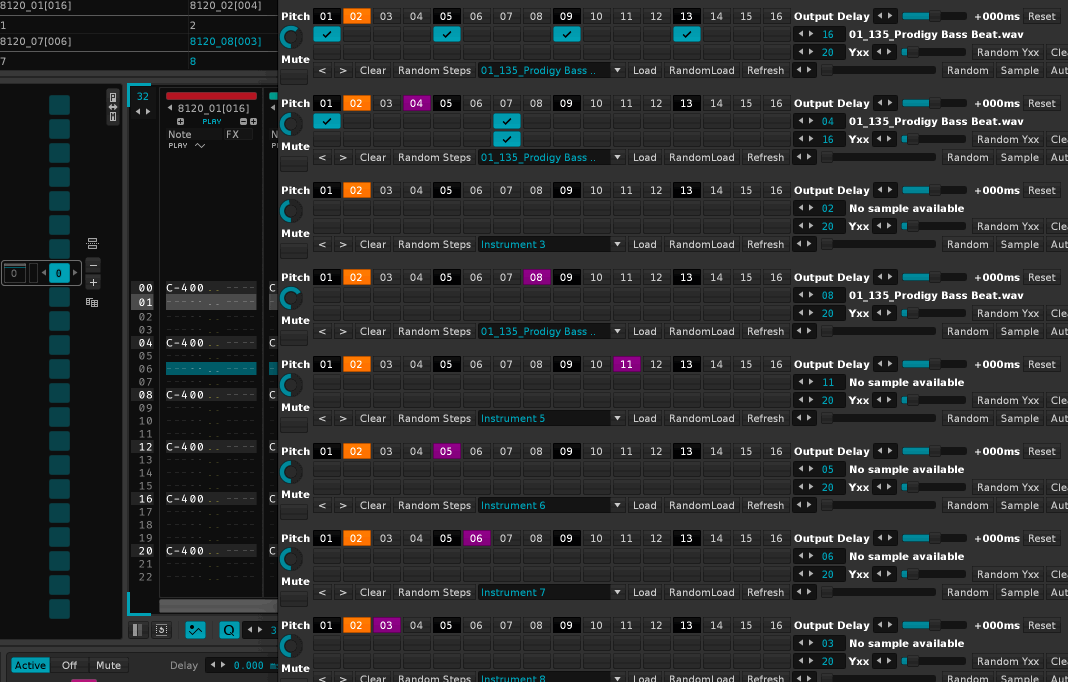 8120_01[016] 8120_02[004]
1 2
8120_07[006] 8120_08[003]
7 8
32
8120_01[016]
PLAY
Note FX
PLAY
0 0
00 C-400
01
02
03
04 C-400
05
06
07
08 C-400
09
10
11
12 C-400
13
14
15
16 C-400
17
18
19
20 C-400
21
22
Q
Active Off Mute Delay 0.000
Pitch 01 02 03 04 05 06 07 08 09 10 11 12 13 14 15 16 Output Delay +000ms Reset
16 01_135_Prodigy Bass Beat.wav
Mute 20 Yxx Random Yxx Cle
< > Clear Random Steps 01_135_Prodigy Bass .. Load RandomLoad Refresh Random Sample Aut
Pitch 01 02 03 04 05 06 07 08 09 10 11 12 13 14 15 16 Output Delay +000ms Reset
04 01_135_Prodigy Bass Beat.wav
Mute 16 Yxx Random Yxx Cle
< > Clear Random Steps 01_135_Prodigy Bass .. Load RandomLoad Refresh Random Sample Aut
Pitch 01 02 03 04 05 06 07 08 09 10 11 12 13 14 15 16 Output Delay +000ms Reset
02 No sample available
Mute 20 Yxx Random Yxx Cle
< > Clear Random Steps Instrument 3 Load RandomLoad Refresh Random Sample Aut
Pitch 01 02 03 04 05 06 07 08 09 10 11 12 13 14 15 16 Output Delay +000ms Reset
08 01_135_Prodigy Bass Beat.wav
Mute 20 Yxx Random Yxx Cle
< > Clear Random Steps 01_135_Prodigy Bass .. Load RandomLoad Refresh Random Sample Aut
Pitch 01 02 03 04 05 06 07 08 09 10 11 12 13 14 15 16 Output Delay +000ms Reset
11 No sample available
Mute 20 Yxx Random Yxx Cle
< > Clear Random Steps Instrument 5 Load RandomLoad Refresh Random Sample Aut
Pitch 01 02 03 04 05 06 07 08 09 10 11 12 13 14 15 16 Output Delay +000ms Reset
05 No sample available
Mute 20 Yxx Random Yxx Cle
< > Clear Random Steps Instrument 6 Load RandomLoad Refresh Random Sample Aut
Pitch 01 02 03 04 05 06 07 08 09 10 11 12 13 14 15 16 Output Delay +000ms Reset
06 No sample available
Mute 20 Yxx Random Yxx Cle
< > Clear Random Steps Instrument 7 Load RandomLoad Refresh Random Sample Aut
Pitch 01 02 03 04 05 06 07 08 09 10 11 12 13 14 15 16 Output Delay +000ms Reset
03 No sample available
Mute 20 Yxx Random Yxx Cle
< > Clear Random Steps Instrument 8 Load RandomLoad Refresh Random Sample Aut